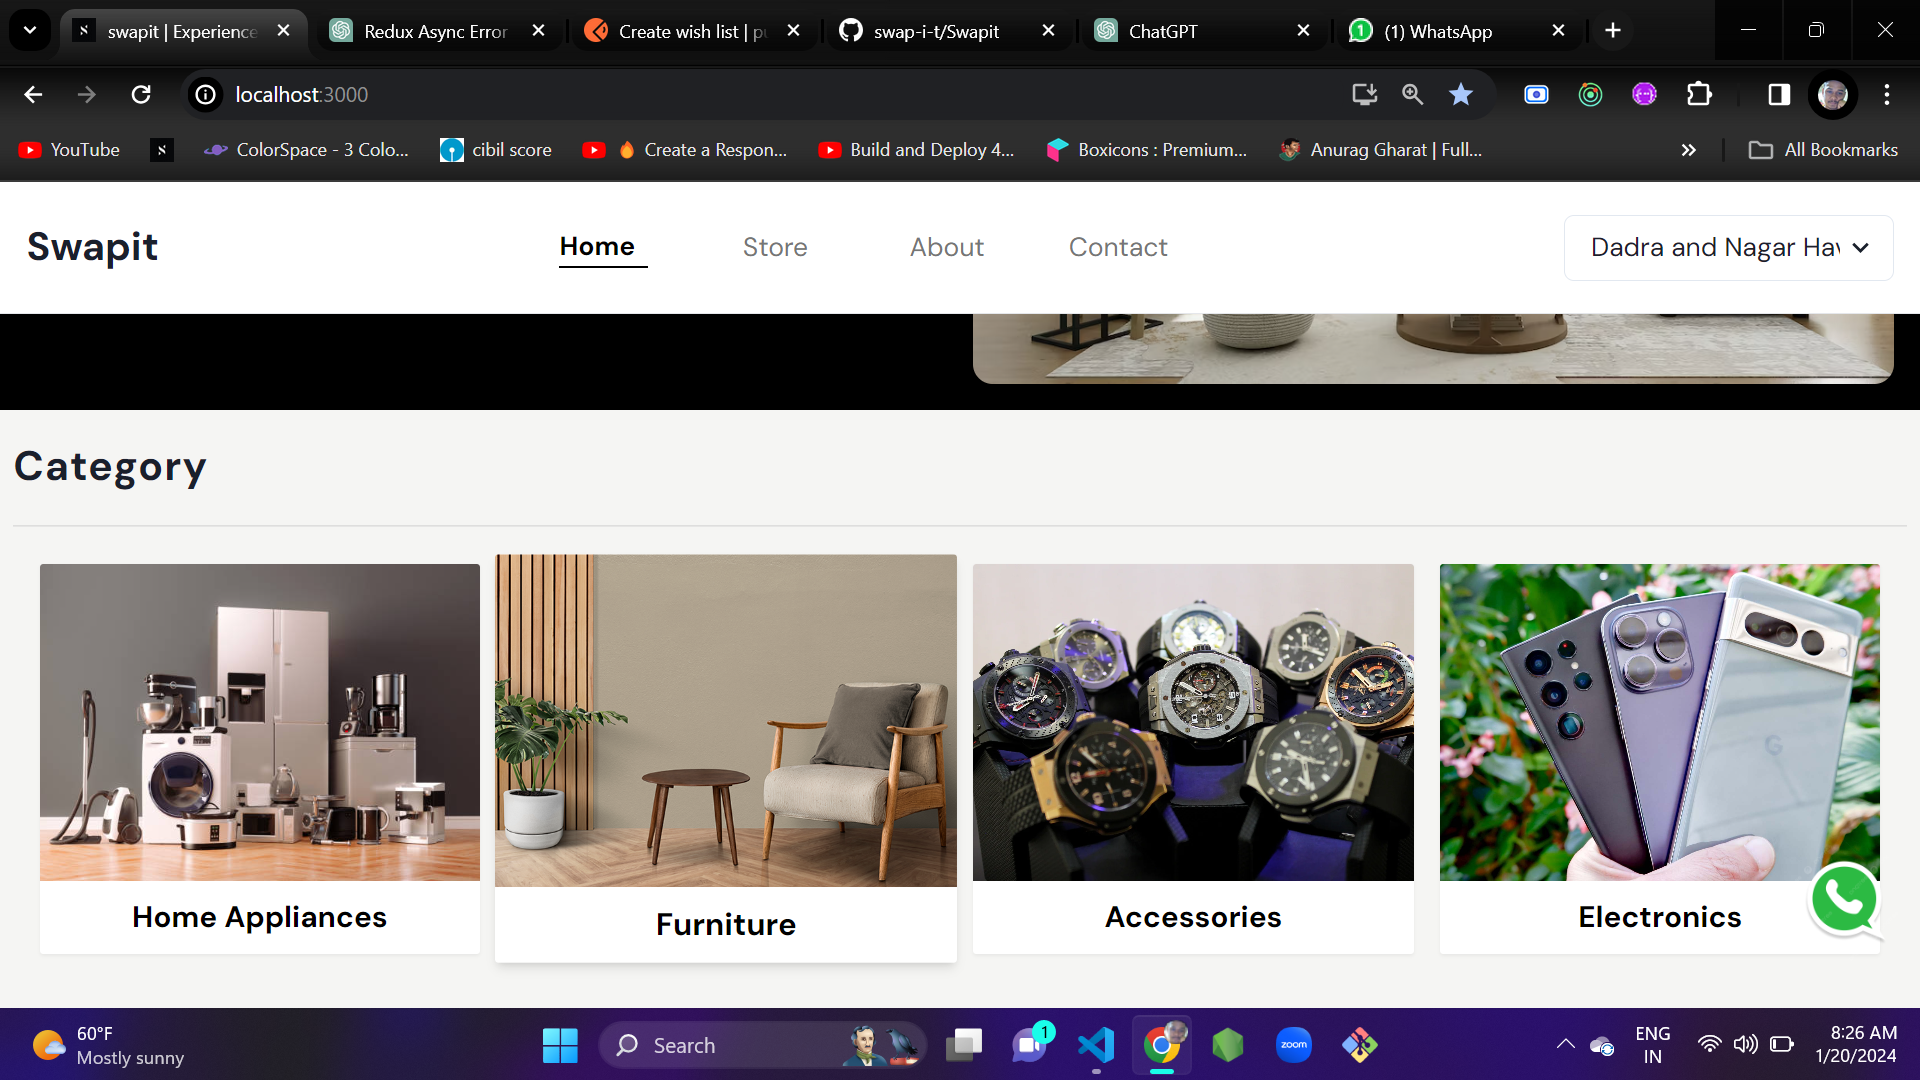 swapit | Experience
Redux Async Error
Create wish list | pu
swap-i-t/Swapit
ChatGPT
(1) WhatsApp
localhost:3000
YouTube
ColorSpace - 3 Colo...
cibil score
Create a Respon...
Build and Deploy 4...
Boxicons : Premium...
Anurag Gharat | Full...
All Bookmarks
Swapit
Home
Store
About
Contact
Dadra and Nagar Hav
Category
Home Appliances
Furniture
Accessories
Electronics
60°F
Mostly sunny
Search
1
zoom
ENG
IN
8:26 AM
1/20/2024